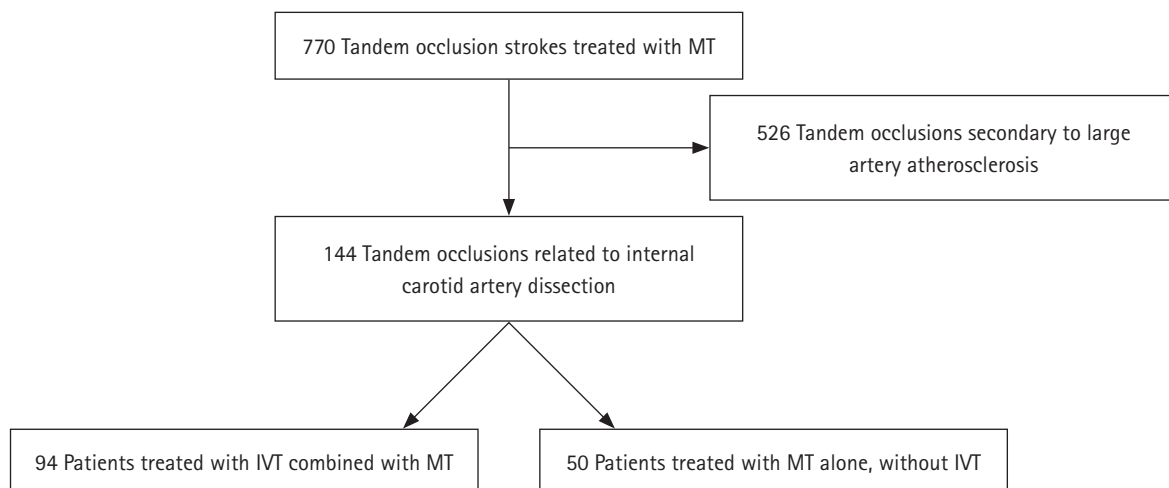 770 Tandem occlusion strokes treated with MT
526 Tandem occlusions secondary to large
artery atherosclerosis
144 Tandem occlusions related to internal
carotid artery dissection
94 Patients treated with IVT combined with MT
50 Patients treated with MT alone, without IVT